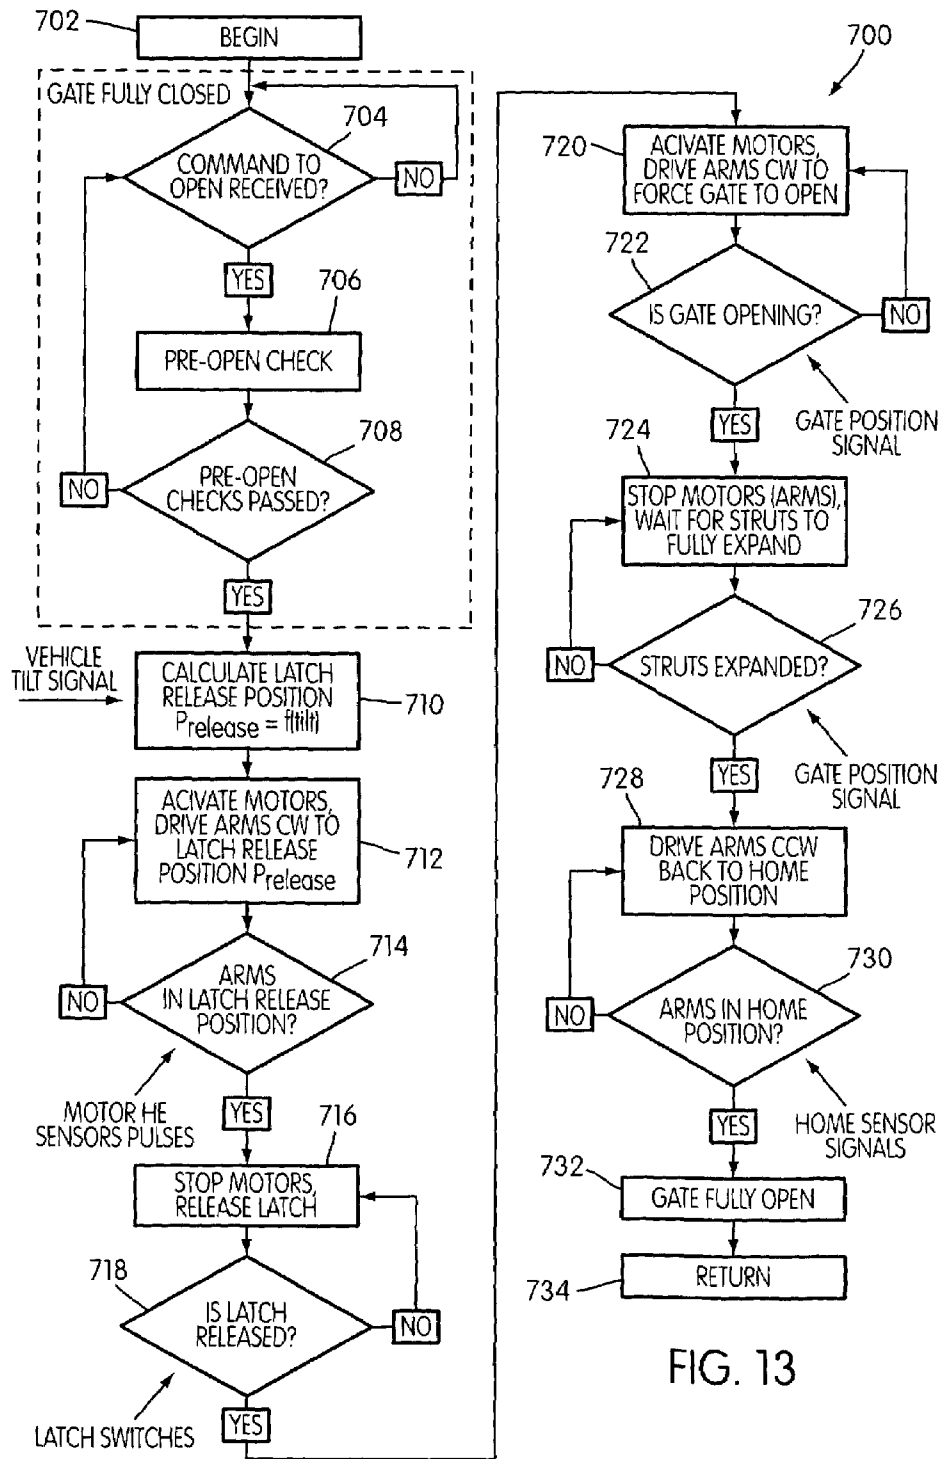 702
BEGIN
GATE FULLY CLOSED
704
COMMAND TO
OPEN RECEIVED?
NO
YES
706
PRE-OPEN CHECK
708
PRE-OPEN
CHECKS PASSED?
NO
YES
VEHICLE
TILT SIGNAL
CALCULATE LATCH
RELEASE POSITION
Prelease = f(tilt)
710
ACIVATE MOTORS,
DRIVE ARMS CW TO
LATCH RELEASE
POSITION Prelease
712
714
ARMS
IN LATCH RELEASE
POSITION?
NO
MOTOR HE
SENSORS PULSES
YES
716
STOP MOTORS,
RELEASE LATCH
718
IS LATCH
RELEASED?
NO
LATCH SWITCHES
YES
700
720
ACIVATE MOTORS,
DRIVE ARMS CW TO
FORCE GATE TO OPEN
722
IS GATE OPENING?
NO
GATE POSITION
SIGNAL
YES
724
STOP MOTORS (ARMS),
WAIT FOR STRUTS TO
FULLY EXPAND
726
STRUTS EXPANDED?
NO
GATE POSITION
SIGNAL
YES
728
DRIVE ARMS CCW
BACK TO HOME
POSITION
730
ARMS IN HOME
POSITION?
NO
HOME SENSOR
SIGNALS
YES
732
GATE FULLY OPEN
734
RETURN
FIG. 13